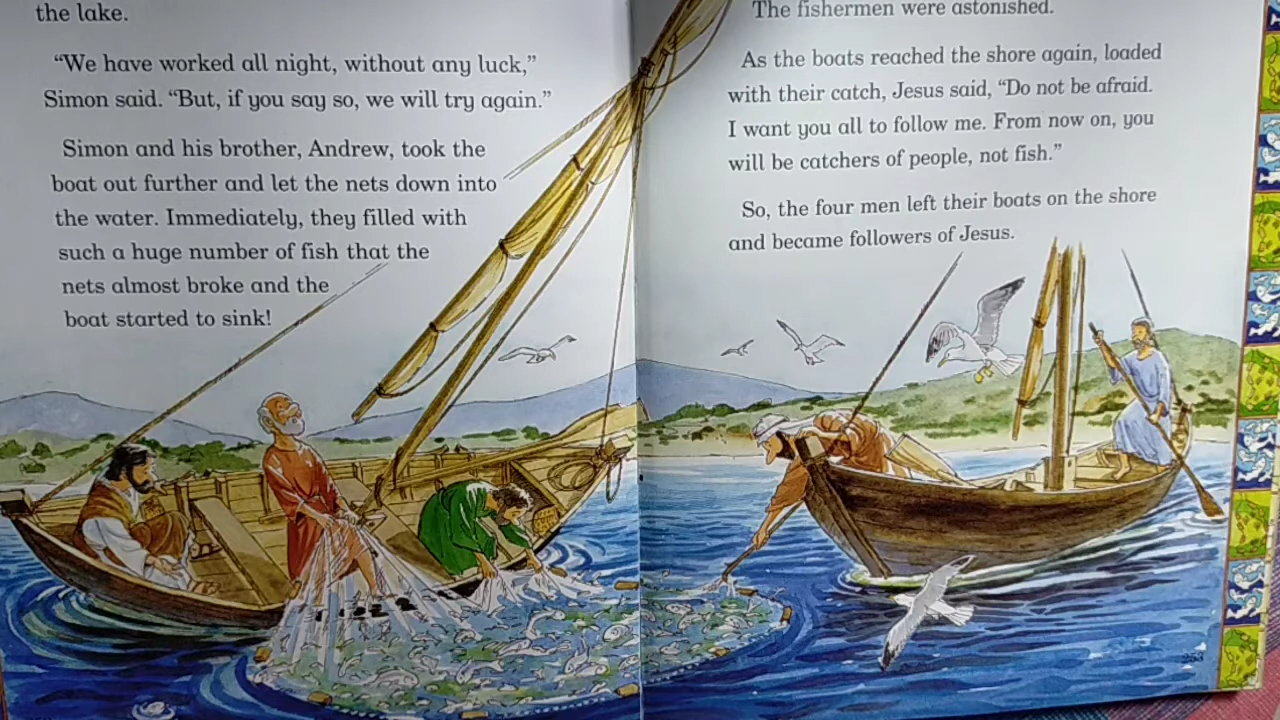 the lake.
“We have worked all night, without any luck,”
Simon said. “But, if you say so, we will try again.”
Simon and his brother, Andrew, took the
boat out further and let the nets down into
the water. Immediately, they filled with
such a huge number of fish that the
nets almost broke and the
boat started to sink!
The fishermen were astonished.
As the boats reached the shore again, loaded
with their catch, Jesus said, “Do not be afraid.
I want you all to follow me. From now on, you
will be catchers of people, not fish.”
So, the four men left their boats on the shore
and became followers of Jesus.